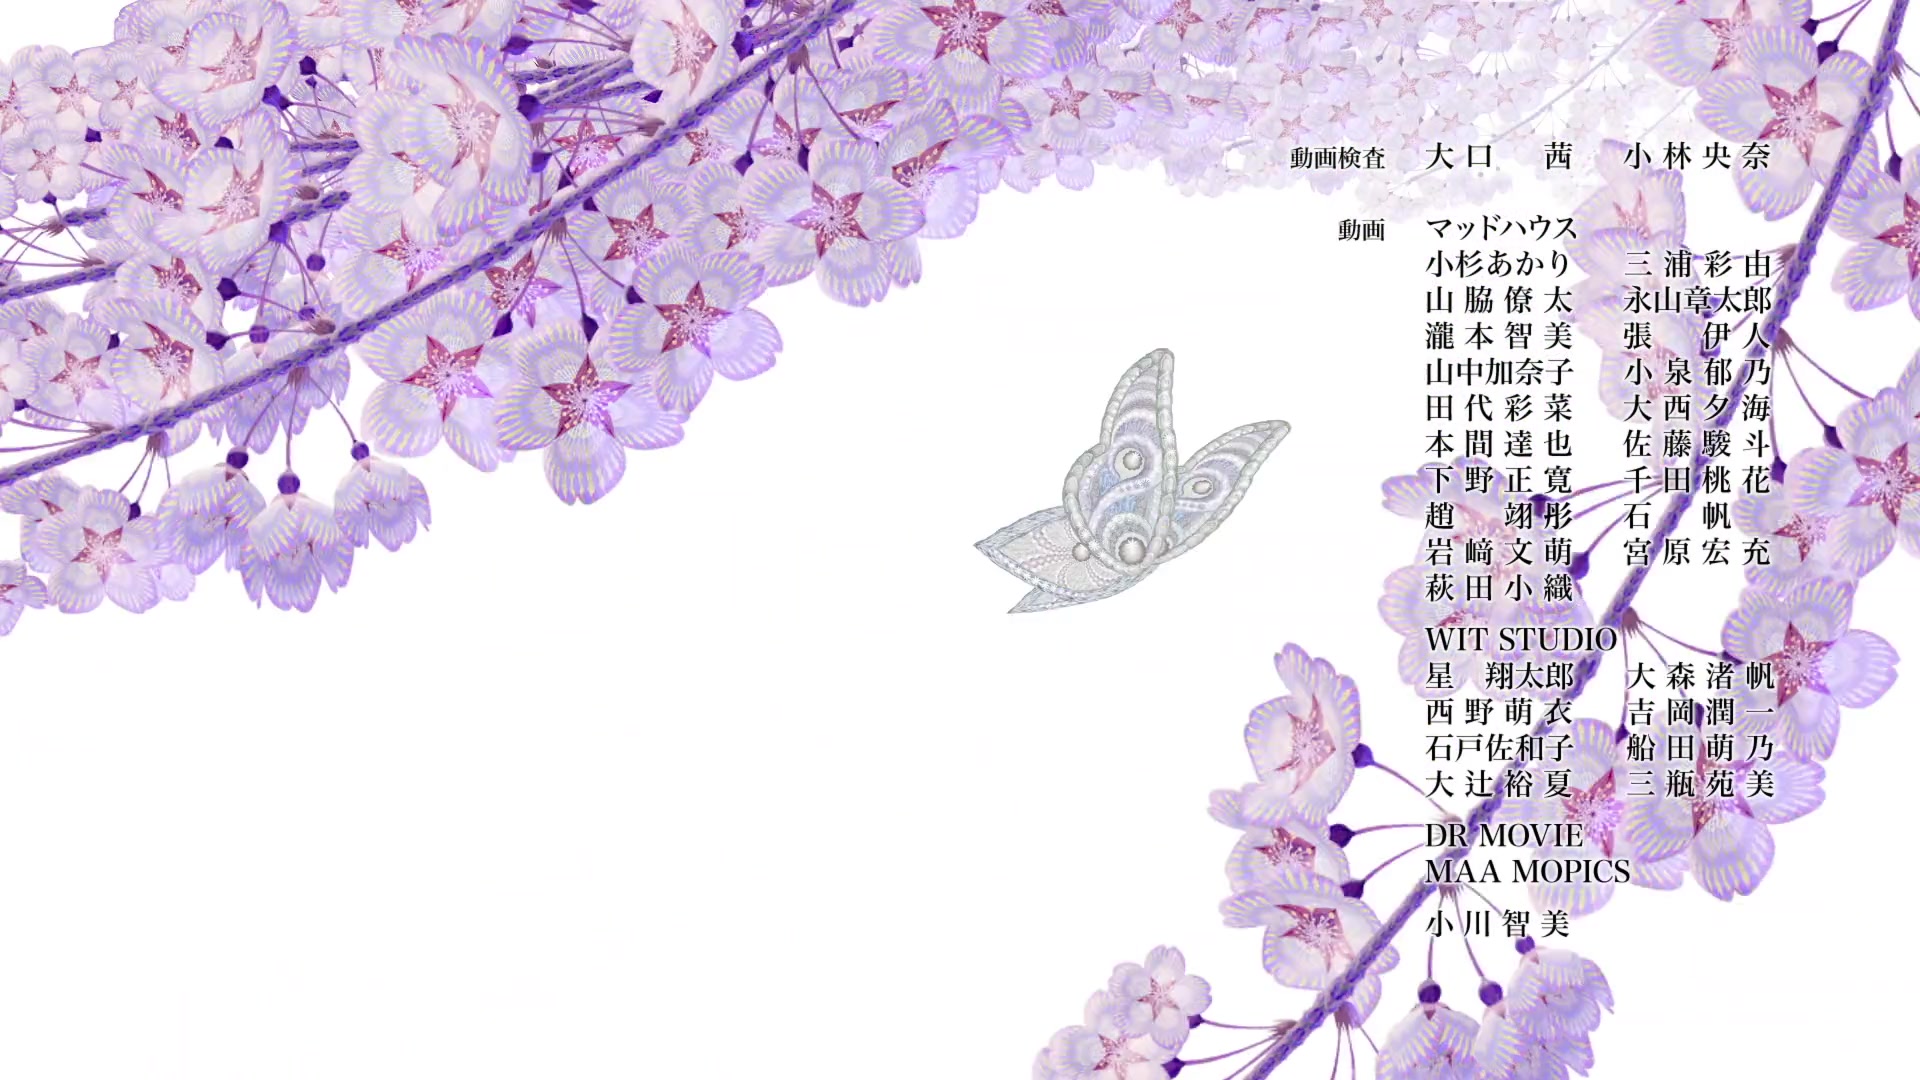 動画検査 大口 茜 小林央奈
動画 マッドハウス
小杉あかり 三浦彩由
山脇僚太 永山章太郎
瀧本智美 張 伊人
山中加奈子 小泉郁乃
田代彩菜 大西夕海
本間達也 佐藤駿斗
下野正寛 千田桃花
趙 翊彤 石 帆
岩﨑文萌 宮原宏充
萩田小織
WIT STUDIO
星 翔太郎 大森渚帆
西野萌衣 吉岡潤一
石戸佐和子 船田萌乃
大辻裕夏 三瓶苑美
DR MOVIE
MAA MOPICS
小川智美